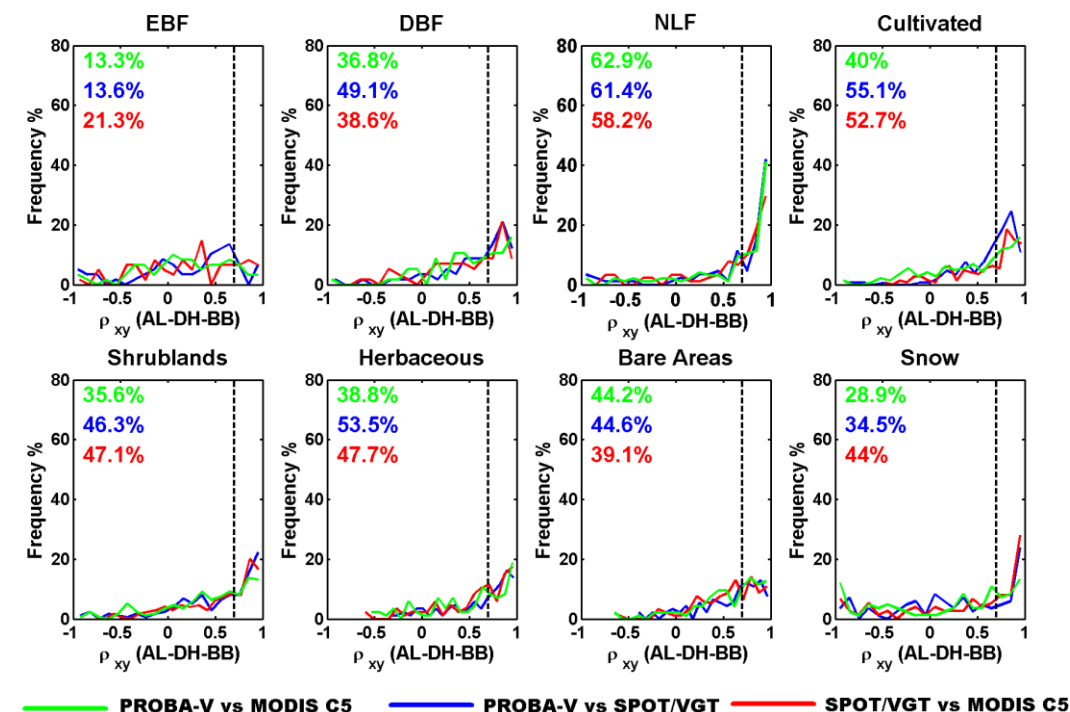 EBF DBF NLF Cultivated
80 80 80 80
13.3% 36.8% 62.9% 40%
13.6% 49.1% 61.4% 55.1%
21.3% 38.6% 58.2% 52.7%
60 60 60 60
Frequency % Frequency % Frequency % Frequency %
40 40 40 40
20 20 20 20
0 0 0 0
-1 -0.5 0 0.5 1 -1 -0.5 0 0.5 1 -1 -0.5 0 0.5 1 -1 -0.5 0 0.5 1
ρ xy (AL-DH-BB) ρ xy (AL-DH-BB) ρ xy (AL-DH-BB) ρ xy (AL-DH-BB)
Shrublands Herbaceous Bare Areas Snow
80 80 80 80
35.6% 38.8% 44.2% 28.9%
46.3% 53.5% 44.6% 34.5%
47.1% 47.7% 39.1% 44%
60 60 60 60
Frequency % Frequency % Frequency % Frequency %
40 40 40 40
20 20 20 20
0 0 0 0
-1 -0.5 0 0.5 1 -1 -0.5 0 0.5 1 -1 -0.5 0 0.5 1 -1 -0.5 0 0.5 1
ρ xy (AL-DH-BB) ρ xy (AL-DH-BB) ρ xy (AL-DH-BB) ρ xy (AL-DH-BB)
PROBA-V vs MODIS C5 PROBA-V vs SPOT/VGT SPOT/VGT vs MODIS C5